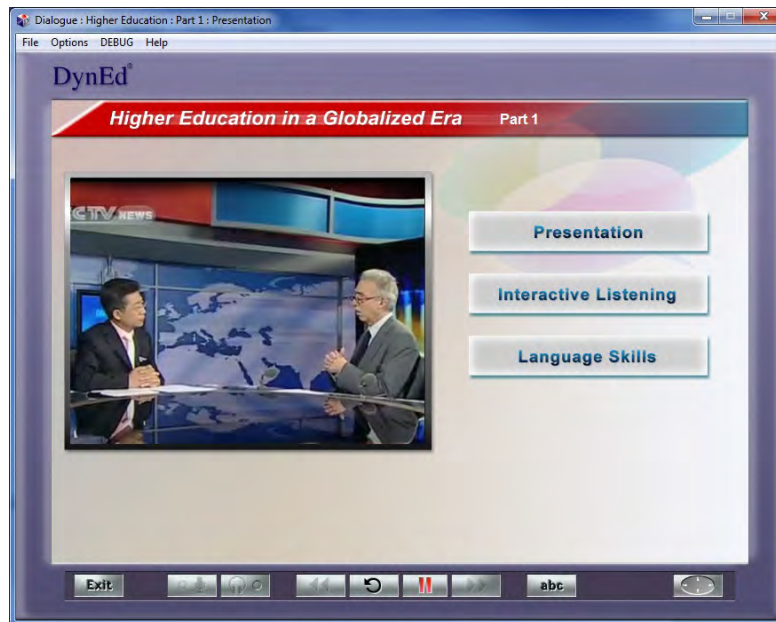 Dialogue : Higher Education : Part 1 : Presentation
File Options DEBUG Help
DynEd®
Higher Education in a Globalized Era Part 1
CCTV NEWS
Presentation
Interactive Listening
Language Skills
Exit
abc